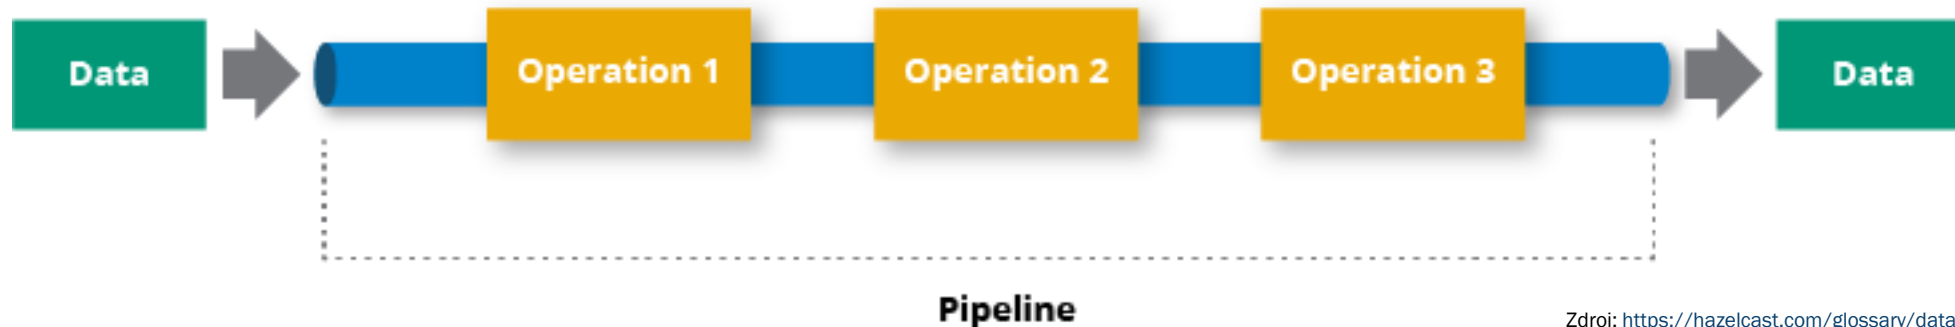 Data
Operation 1
Operation 2
Operation 3
Data
Pipeline
Zdroj: https://hazelcast.com/glossary/data